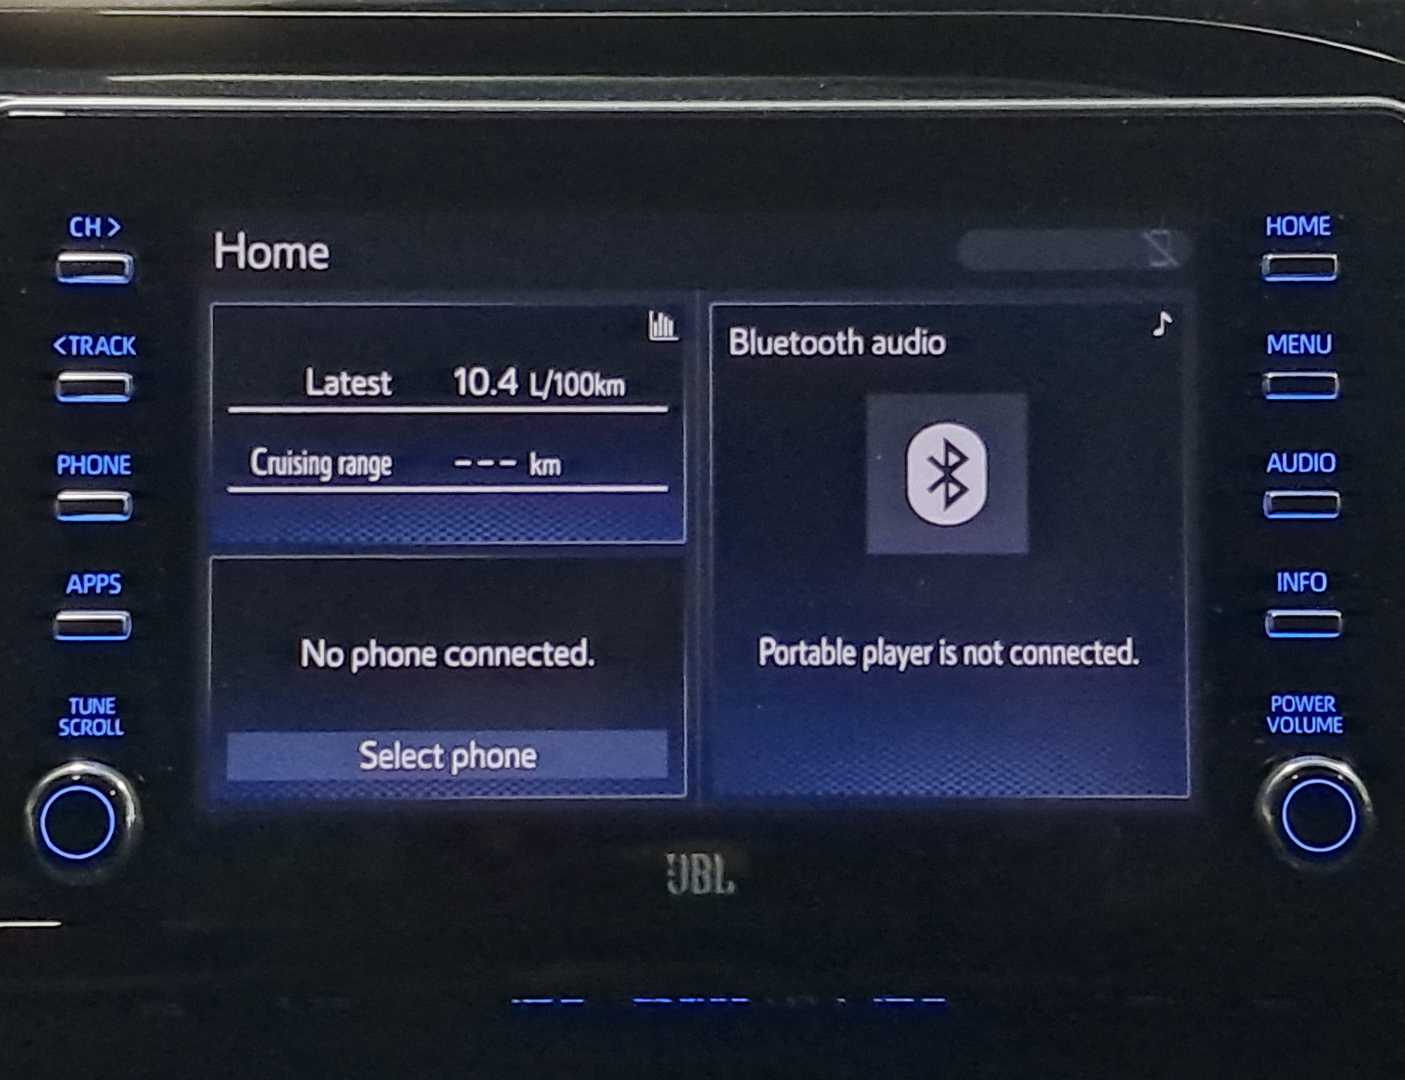 CH >
<TRACK
PHONE
APPS
TUNE
SCROLL
Home
Latest 10.4 L/100km
Cruising range --- km
No phone connected.
Select phone
Bluetooth audio
Portable player is not connected.
JBL
HOME
MENU
AUDIO
INFO
POWER
VOLUME